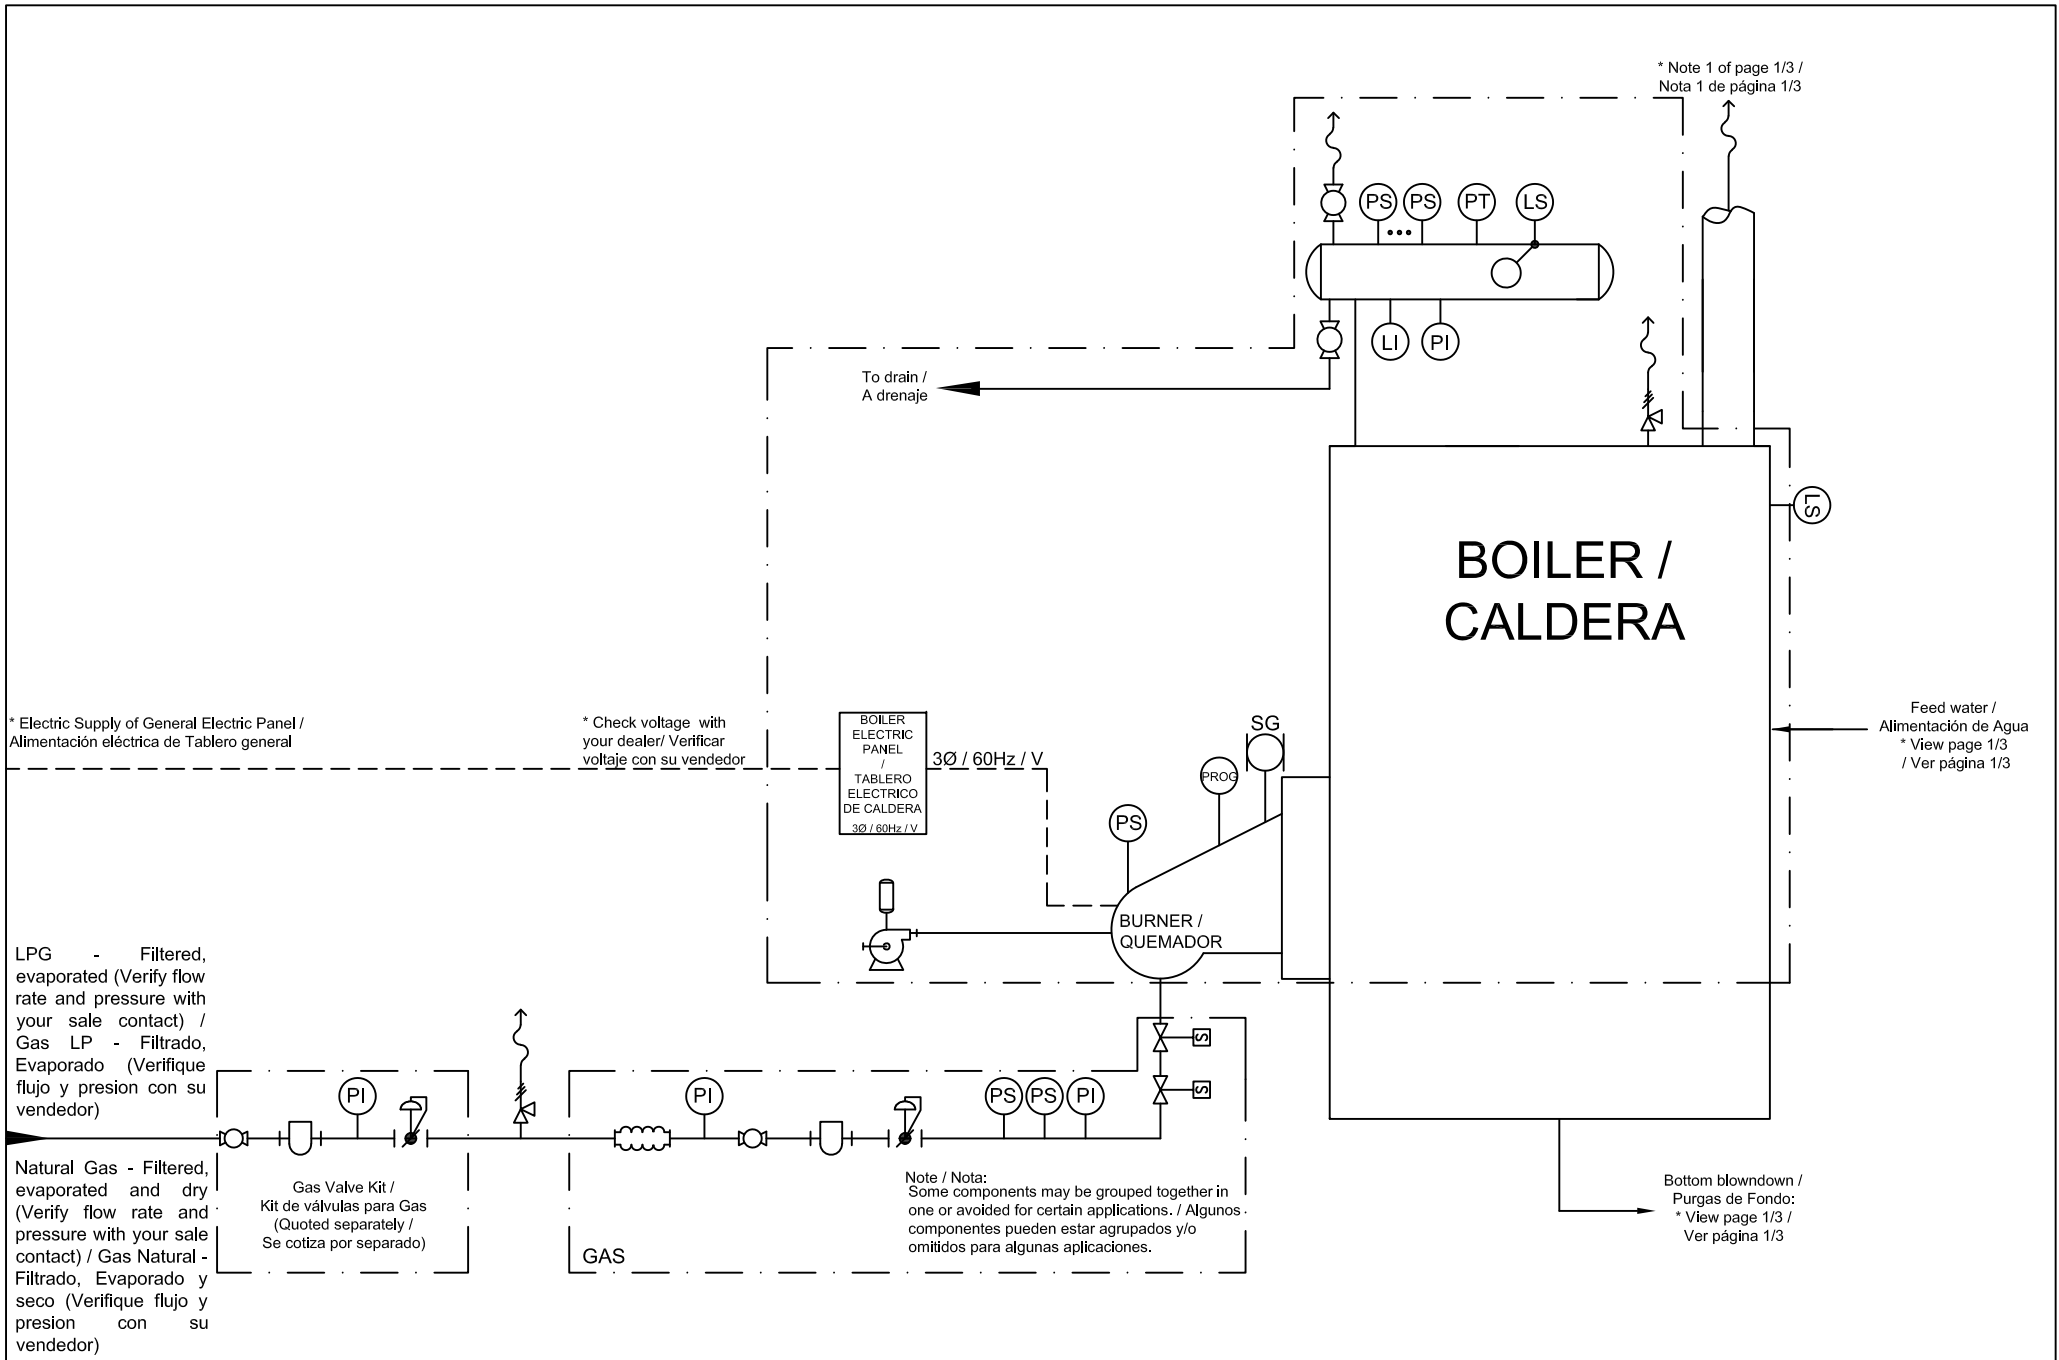 * Note 1 of page 1/3 /
Nota 1 de página 1/3
PS
PS
PT
LS
LI
PI
To drain /
A drenaje
LS
BOILER /
CALDERA
* Electric Supply of General Electric Panel /
Alimentación eléctrica de Tablero general
* Check voltage with
your dealer/ Verificar
voltaje con su vendedor
BOILER
ELECTRIC
PANEL
/
TABLERO
ELECTRICO
DE CALDERA
3Ø / 60Hz / V
3Ø / 60Hz / V
SG
PROG
PS
Feed water /
Alimentación de Agua
* View page 1/3
/ Ver página 1/3
BURNER /
QUEMADOR
LPG - Filtered,
evaporated (Verify flow
rate and pressure with
your sale contact) /
Gas LP - Filtrado,
Evaporado (Verifique
flujo y presion con su
vendedor)
S
S
PI
PI
PS
PS
PI
Natural Gas - Filtered,
evaporated and dry
(Verify flow rate and
pressure with your sale
contact) / Gas Natural -
Filtrado, Evaporado y
seco (Verifique flujo y
presion con su
vendedor)
Gas Valve Kit /
Kit de válvulas para Gas
(Quoted separately /
Se cotiza por separado)
GAS
Note / Nota:
Some components may be grouped together in
one or avoided for certain applications. / Algunos
componentes pueden estar agrupados y/o
omitidos para algunas aplicaciones.
Bottom blowndown /
Purgas de Fondo:
* View page 1/3 /
Ver página 1/3